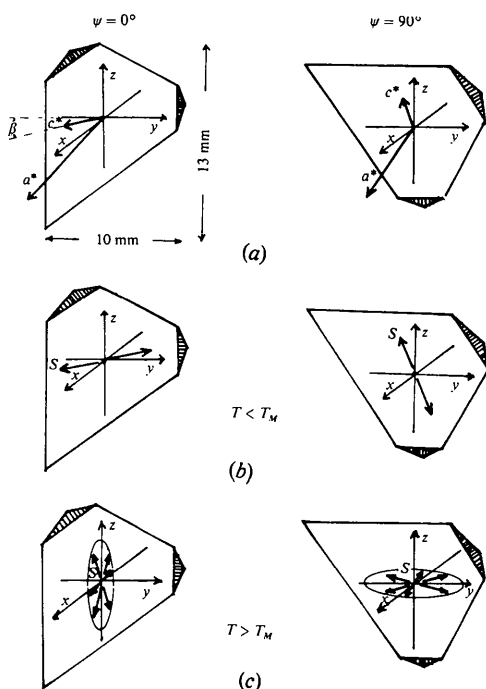 ψ = 0° ψ = 90°
z z
c* c*
β y y
x x
a* a*
13 mm
10 mm
(a)
z z
S S
y y
x x
T < T_M
(b)
z z
S S
y y
x x
T > T_M
(c)